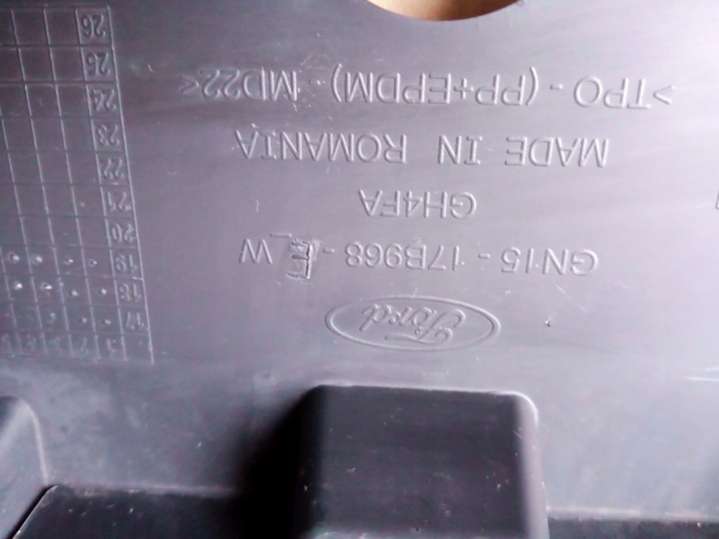 Ford
GN15 - 17B968 - E W
GH4FA
MADE IN ROMANIA
>TPO - (PP+EPDM) - MD22<
17
18
19
20
21
22
23
24
25
26